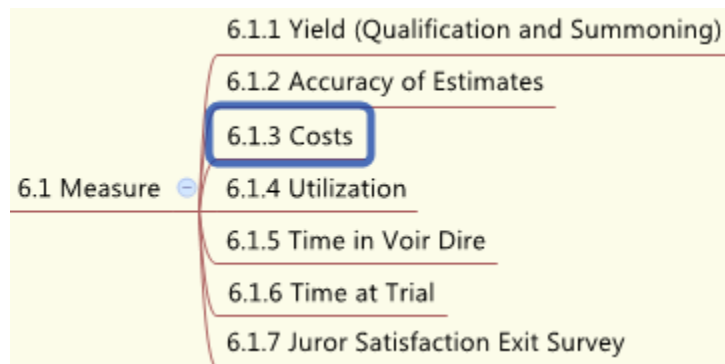 6.1.1 Yield (Qualification and Summoning)
6.1.2 Accuracy of Estimates
6.1.3 Costs
6.1 Measure
6.1.4 Utilization
6.1.5 Time in Voir Dire
6.1.6 Time at Trial
6.1.7 Juror Satisfaction Exit Survey